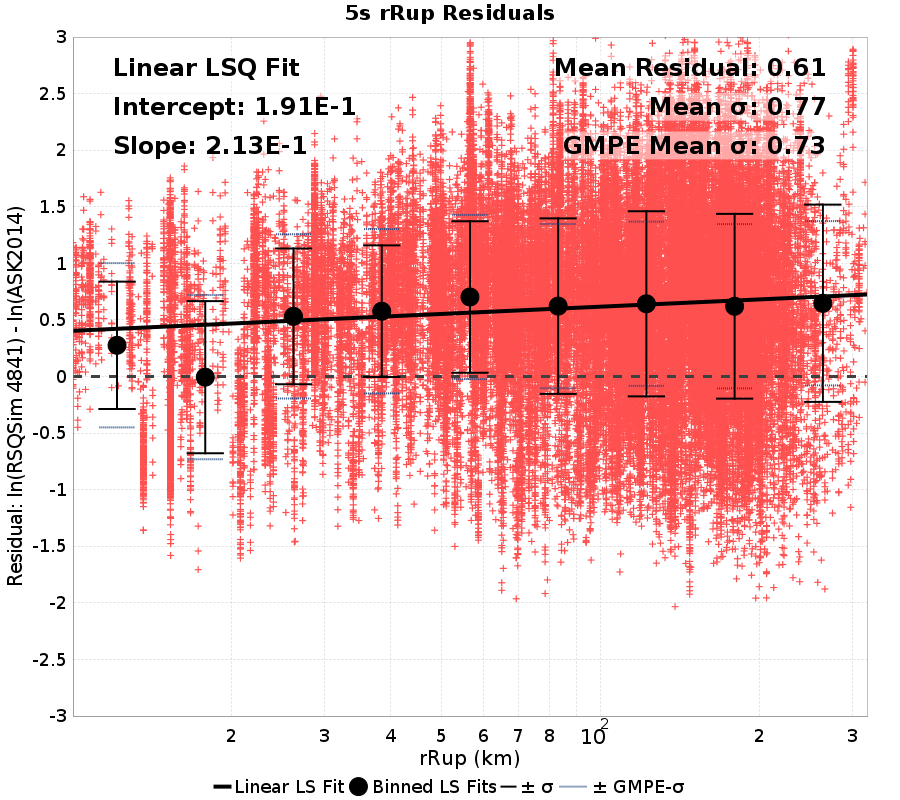 5s rRup Residuals
Linear LSQ Fit
Intercept: 1.91E-1
Slope: 2.13E-1
Mean Residual: 0.61
Mean σ: 0.77
GMPE Mean σ: 0.73
Residual: ln(RSQSim 4841) - ln(ASK2014)
3
2.5
2
1.5
1
0.5
0
-0.5
-1
-1.5
-2
-2.5
-3
2 3 4 5 6 7 8 10² 2 3
rRup (km)
Linear LS Fit Binned LS Fits ± σ ± GMPE-σ